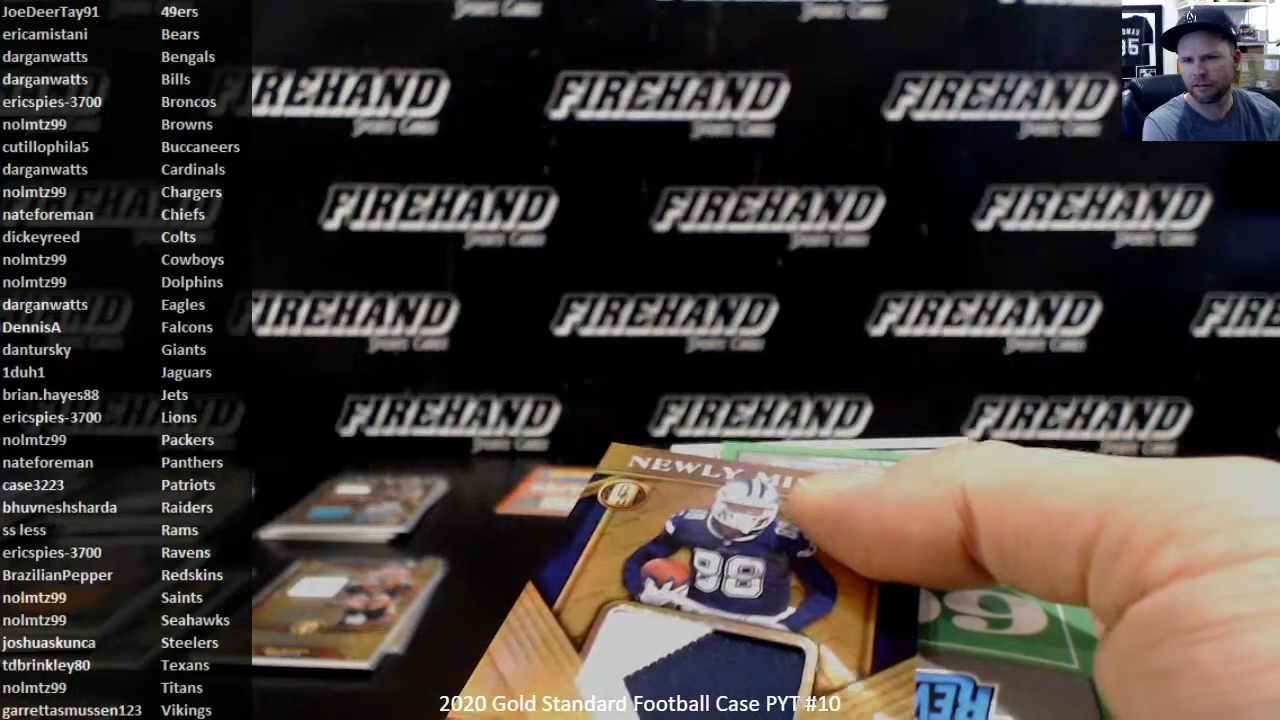 JoeDeerTay91 49ers
ericamistani Bears
darganwatts Bengals
darganwatts Bills
ericspies-3700 Broncos
nolmtz99 Browns
cutillophila5 Buccaneers
darganwatts Cardinals
nolmtz99 Chargers
nateforeman Chiefs
dickeyreed Colts
nolmtz99 Cowboys
nolmtz99 Dolphins
darganwatts Eagles
DennisA Falcons
dantursky Giants
1duh1 Jaguars
brian.hayes88 Jets
ericspies-3700 Lions
nolmtz99 Packers
nateforeman Panthers
case3223 Patriots
bhuvneshsharda Raiders
ss less Rams
ericspies-3700 Ravens
BrazilianPepper Redskins
nolmtz99 Saints
nolmtz99 Seahawks
joshuaskunca Steelers
tdbrinkley80 Texans
nolmtz99 Titans
garrettasmussen123 Vikings
FIREHAND FIREHAND FIREHAND
FIREHAND FIREHAND FIREHAND
FIREHAND FIREHAND FIREHAND
FIREHAND FIREHAND FIREHAND
NEWLY
98
2020 Gold Standard Football Case PYT #10